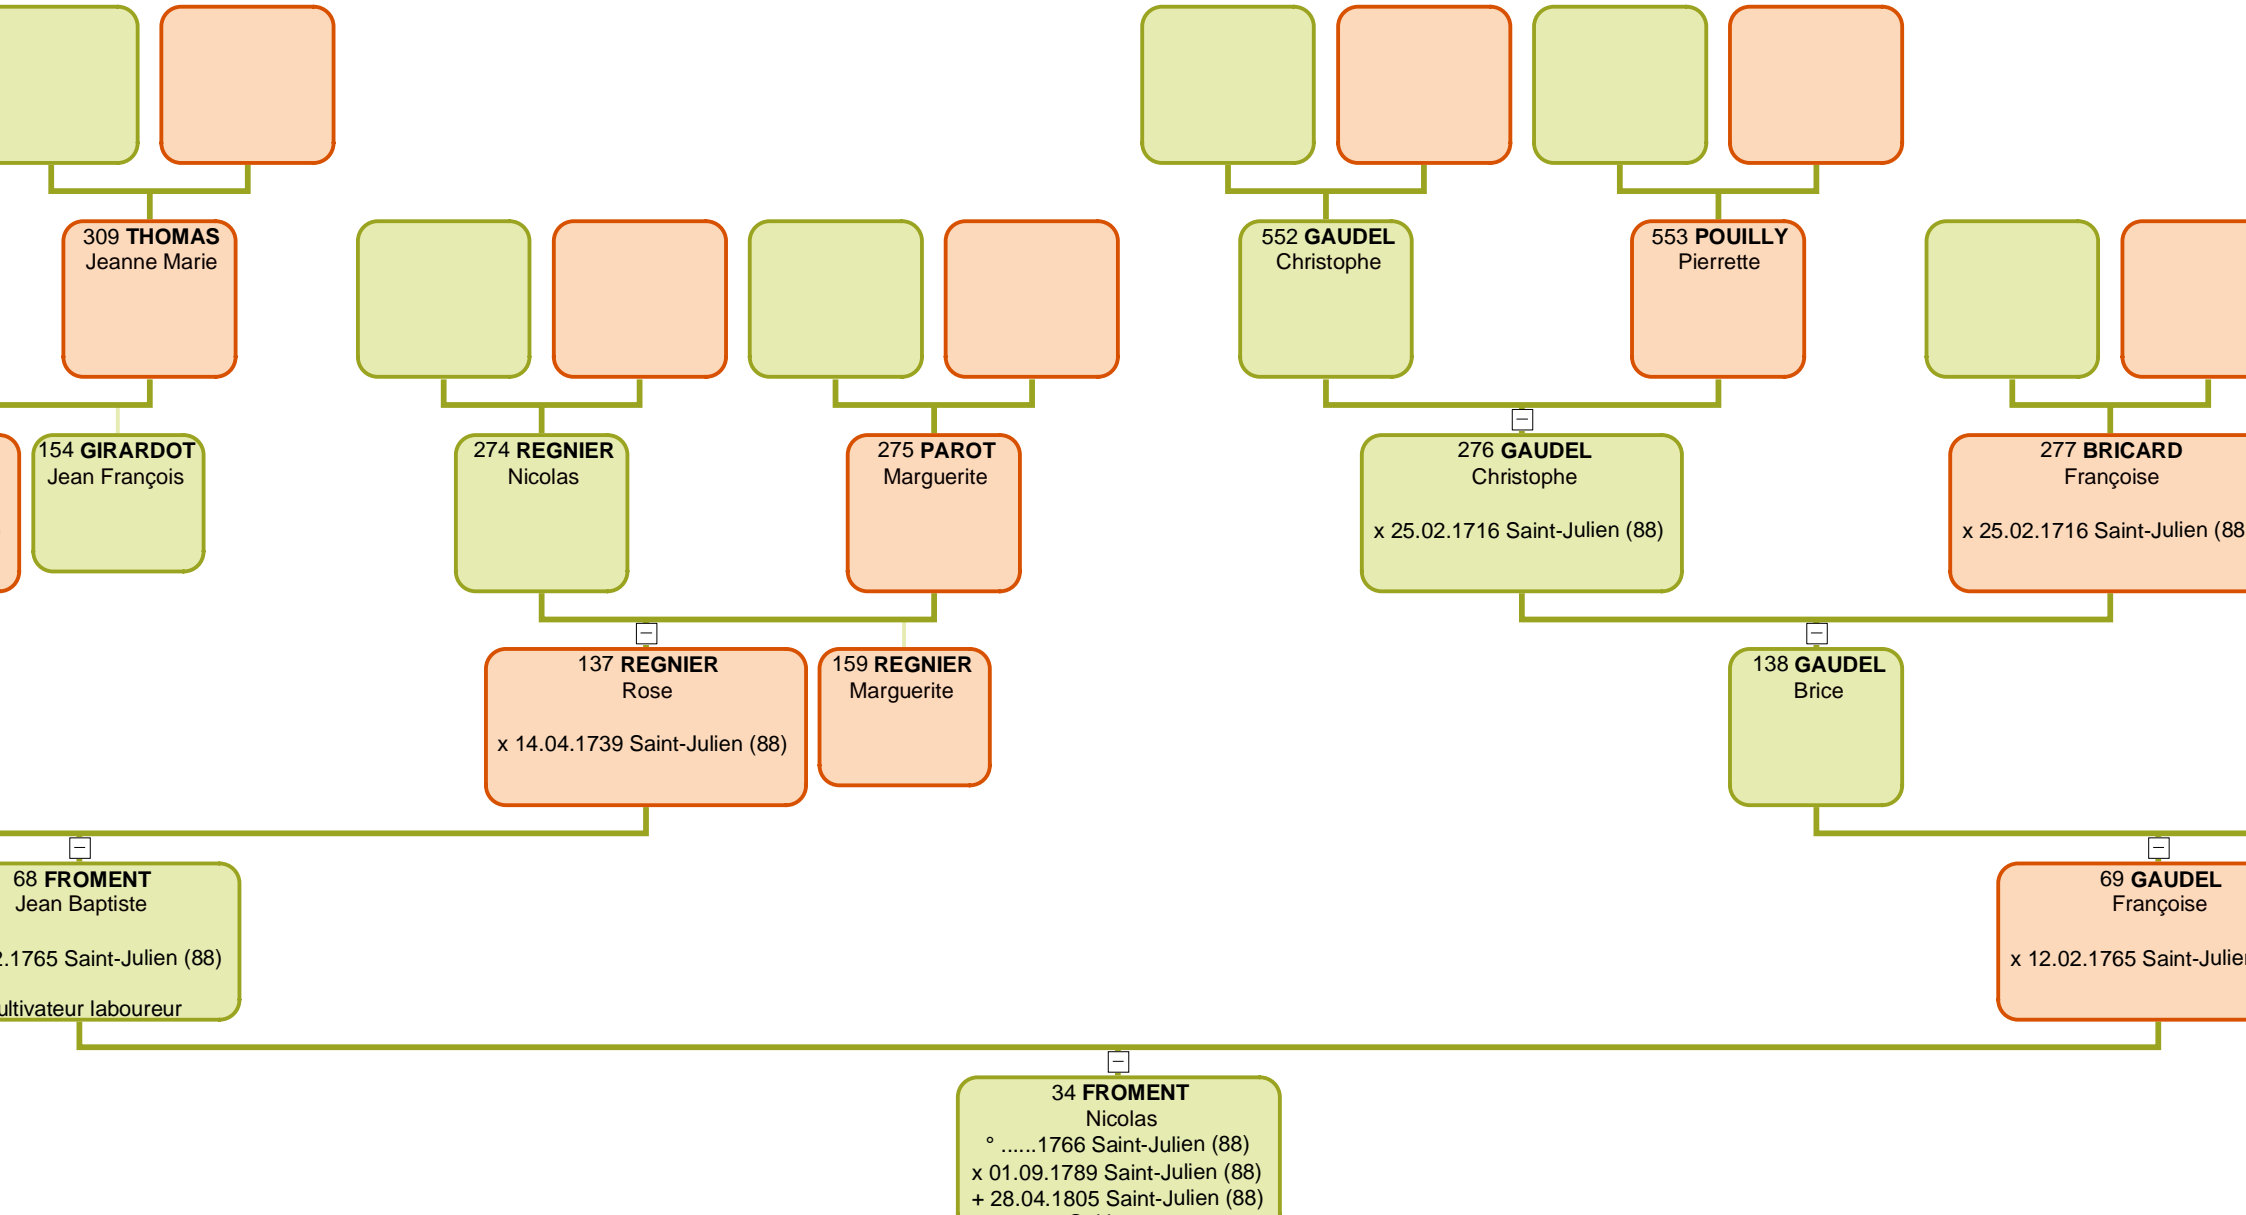 309 THOMAS
Jeanne Marie
552 GAUDEL
Christophe
553 POUILLY
Pierrette
154 GIRARDOT
Jean François
274 REGNIER
Nicolas
275 PAROT
Marguerite
276 GAUDEL
Christophe
x 25.02.1716 Saint-Julien (88)
277 BRICARD
Françoise
x 25.02.1716 Saint-Julien (88
137 REGNIER
Rose
x 14.04.1739 Saint-Julien (88)
159 REGNIER
Marguerite
138 GAUDEL
Brice
68 FROMENT
Jean Baptiste
.1765 Saint-Julien (88)
ultivateur laboureur
69 GAUDEL
Françoise
x 12.02.1765 Saint-Julie
34 FROMENT
Nicolas
° ......1766 Saint-Julien (88)
x 01.09.1789 Saint-Julien (88)
+ 28.04.1805 Saint-Julien (88)